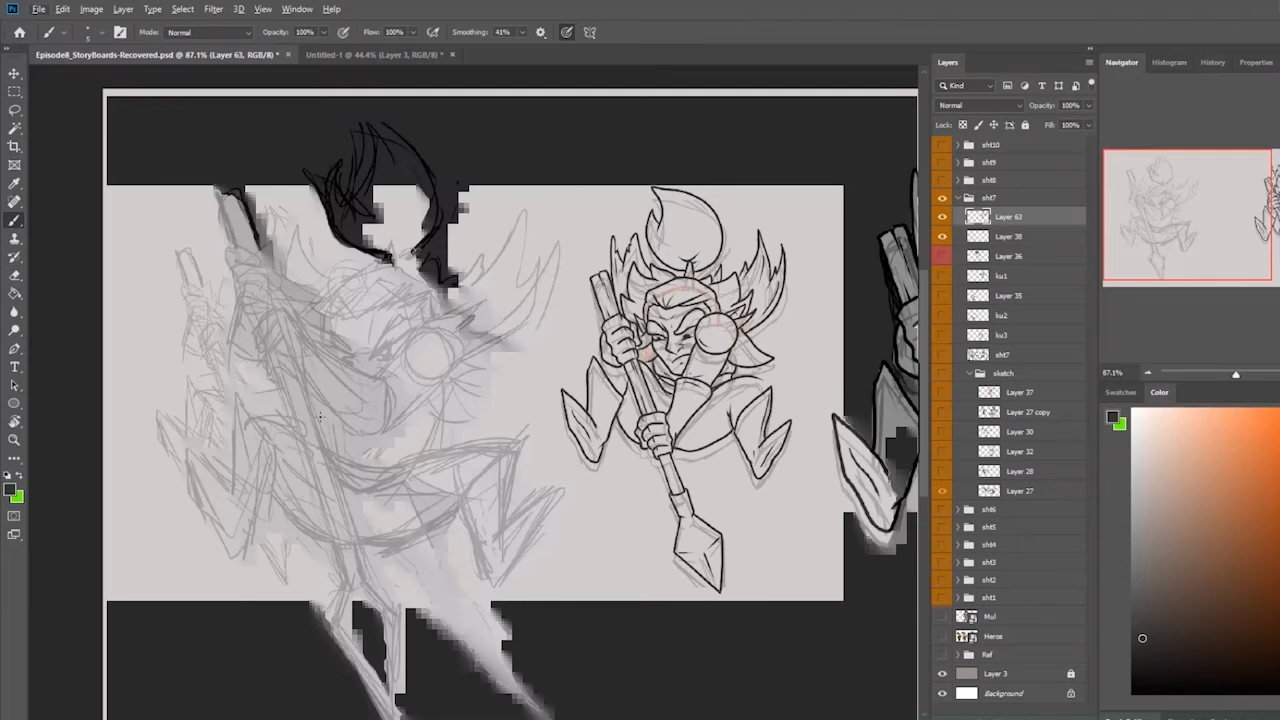 File Edit Image Layer Type Select Filter 3D View Window Help
5 Mode: Normal Opacity: 100% Flow: 100% Smoothing: 41%
Episode8_StoryBoards-Recovered.psd @ 87.1% (Layer 63, RGB/8) * × Untitled-1 @ 44.4% (Layer 3, RGB/8) * ×
Layers
Kind
Normal Opacity: 100%
Lock: Fill: 100%
sht10
sht9
sht8
sht7
Layer 63
Layer 38
Layer 36
ku1
Layer 35
ku2
ku3
sht7
sketch
Layer 37
Layer 27 copy
Layer 30
Layer 32
Layer 28
Layer 27
sht6
sht5
sht4
sht3
sht2
sht1
Mul
Heros
Ref
Layer 3
Background
Navigator Histogram History Properties
87.1%
Swatches Color